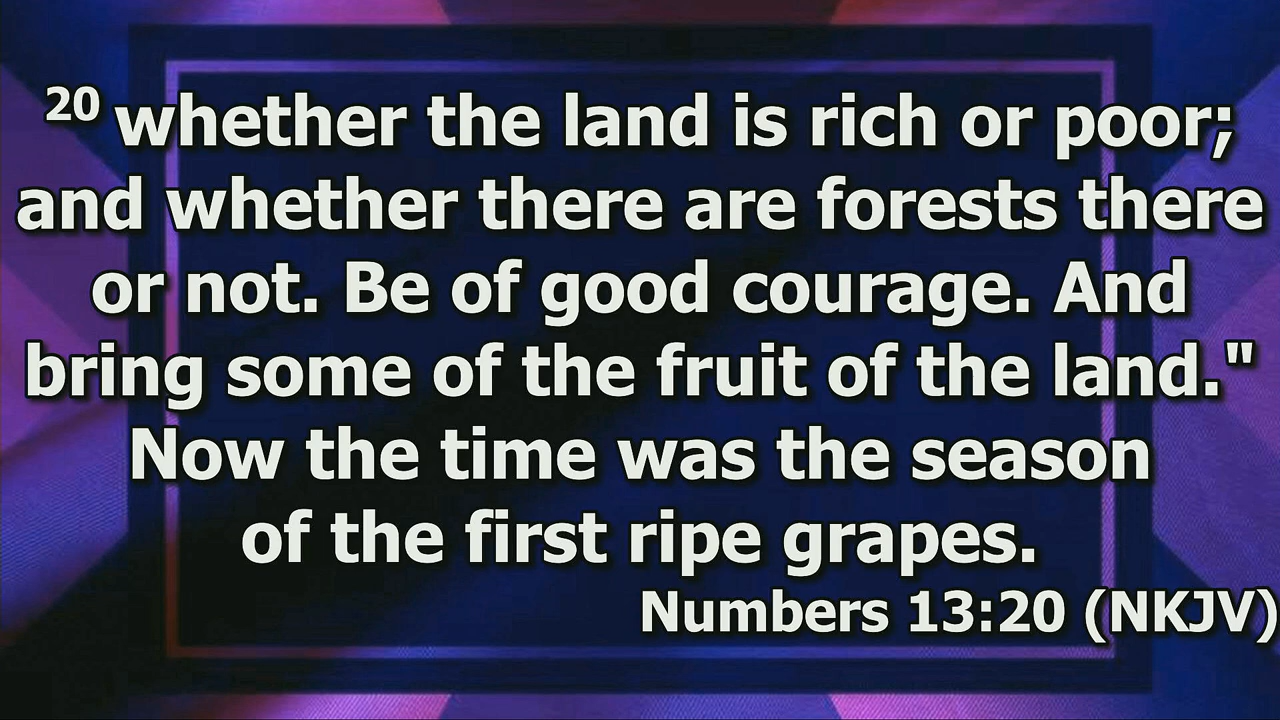 20 whether the land is rich or poor;
and whether there are forests there
or not. Be of good courage. And
bring some of the fruit of the land."
Now the time was the season
of the first ripe grapes.
Numbers 13:20 (NKJV)